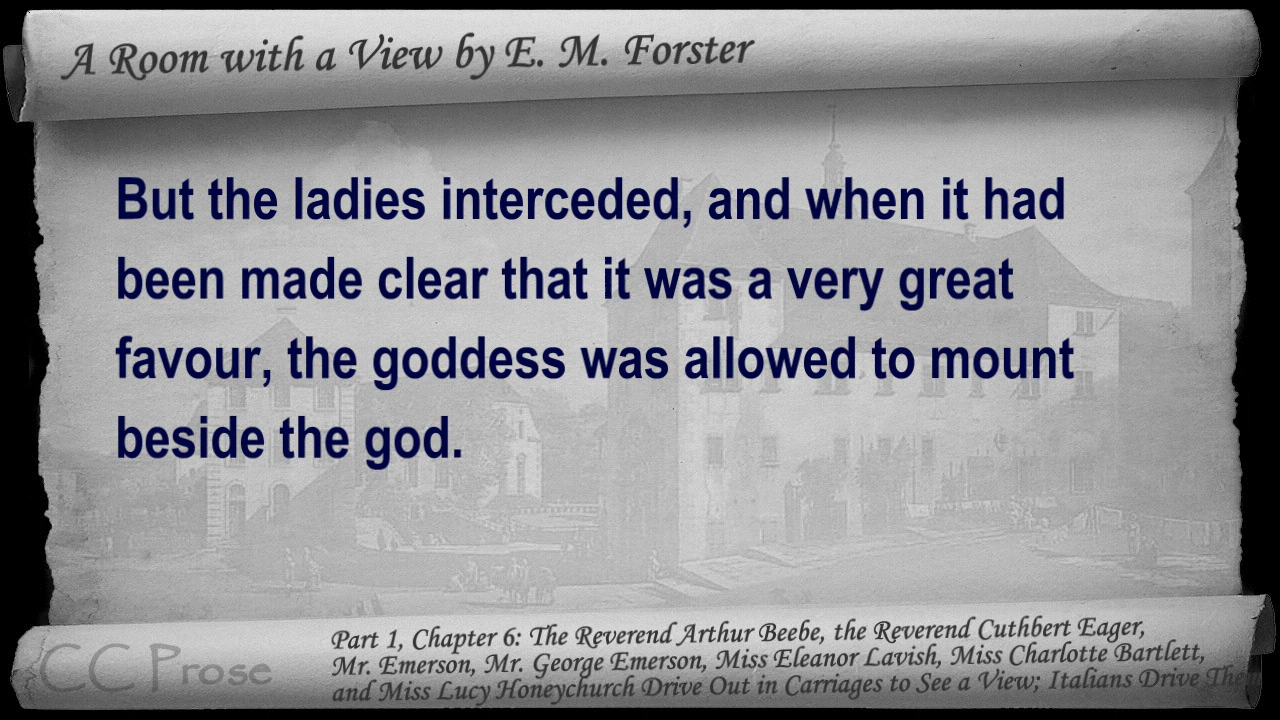 A Room with a View by E. M. Forster
But the ladies interceded, and when it had
been made clear that it was a very great
favour, the goddess was allowed to mount
beside the god.
CC Prose
Part 1, Chapter 6: The Reverend Arthur Beebe, the Reverend Cuthbert Eager,
Mr. Emerson, Mr. George Emerson, Miss Eleanor Lavish, Miss Charlotte Bartlett,
and Miss Lucy Honeychurch Drive Out in Carriages to See a View; Italians Drive